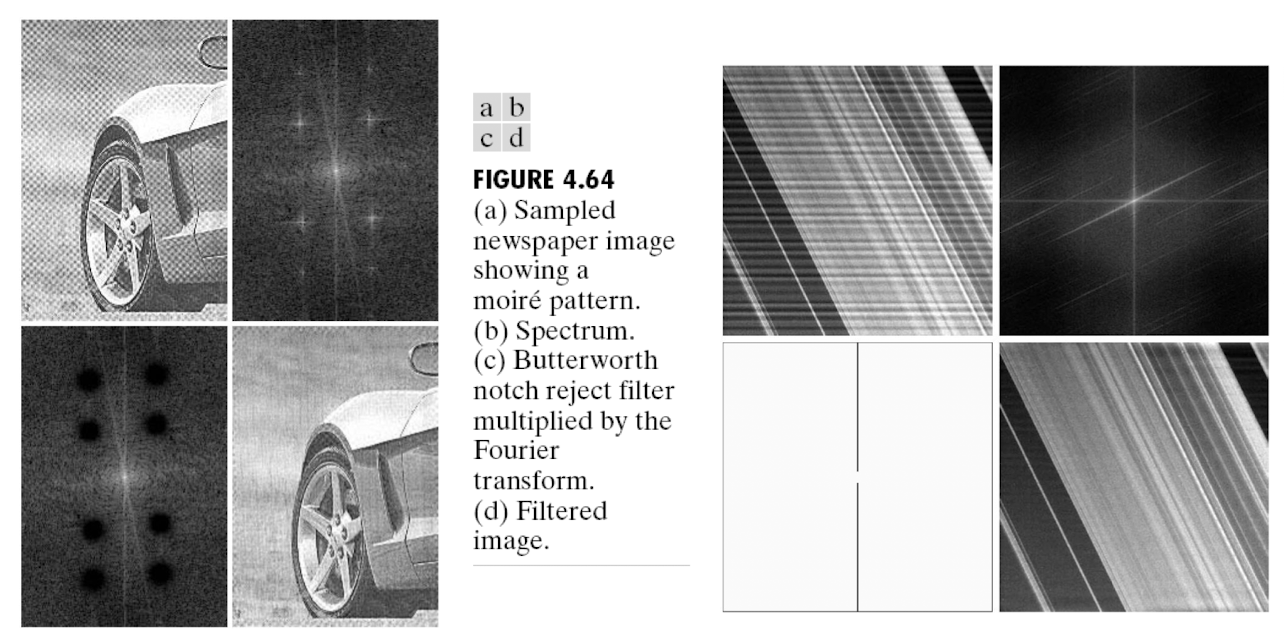 a b
c d
FIGURE 4.64
(a) Sampled
newspaper image
showing a
moiré pattern.
(b) Spectrum.
(c) Butterworth
notch reject filter
multiplied by the
Fourier
transform.
(d) Filtered
image.